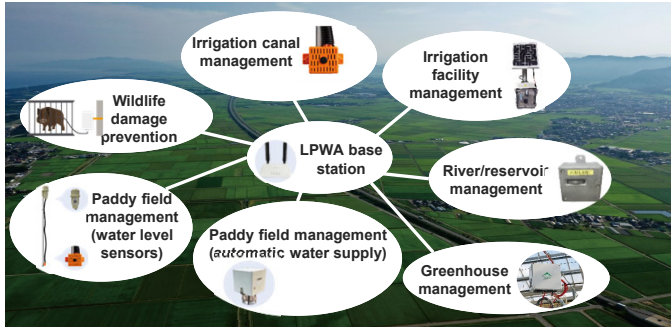 Irrigation canal
management
Irrigation
facility
management
Wildlife
damage
prevention
LPWA base
station
River/reservoir
management
Paddy field
management
(water level
sensors)
Paddy field management
(automatic water supply)
Greenhouse
management